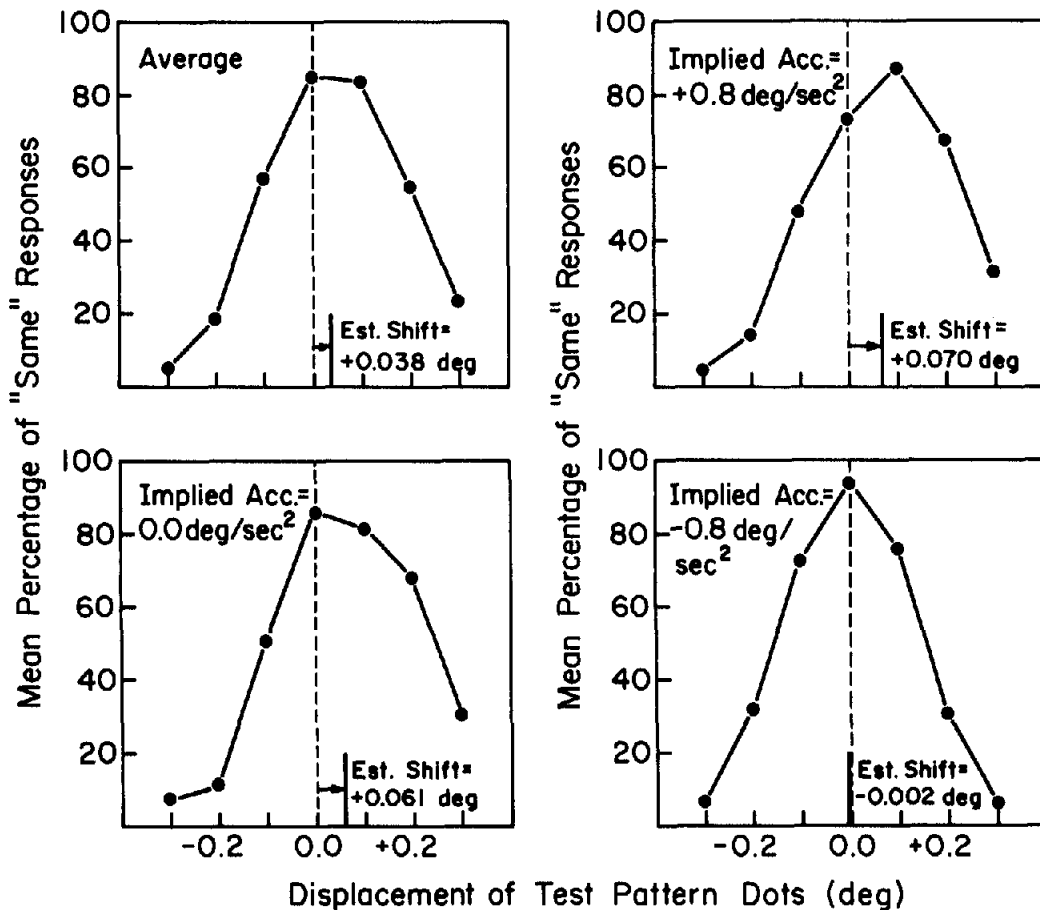 Mean Percentage of "Same" Responses
100
80
60
40
20
Average
Est. Shift=
+0.038 deg
Mean Percentage of "Same" Responses
100
80
60
40
20
Implied Acc.=
+0.8 deg/sec²
Est. Shift=
+0.070 deg
100
80
60
40
20
Implied Acc.=
0.0 deg/sec²
Est. Shift=
+0.061 deg
-0.2 0.0 +0.2
100
80
60
40
20
Implied Acc.=
-0.8 deg/
sec²
Est. Shift=
-0.002 deg
-0.2 0.0 +0.2
Displacement of Test Pattern Dots (deg)